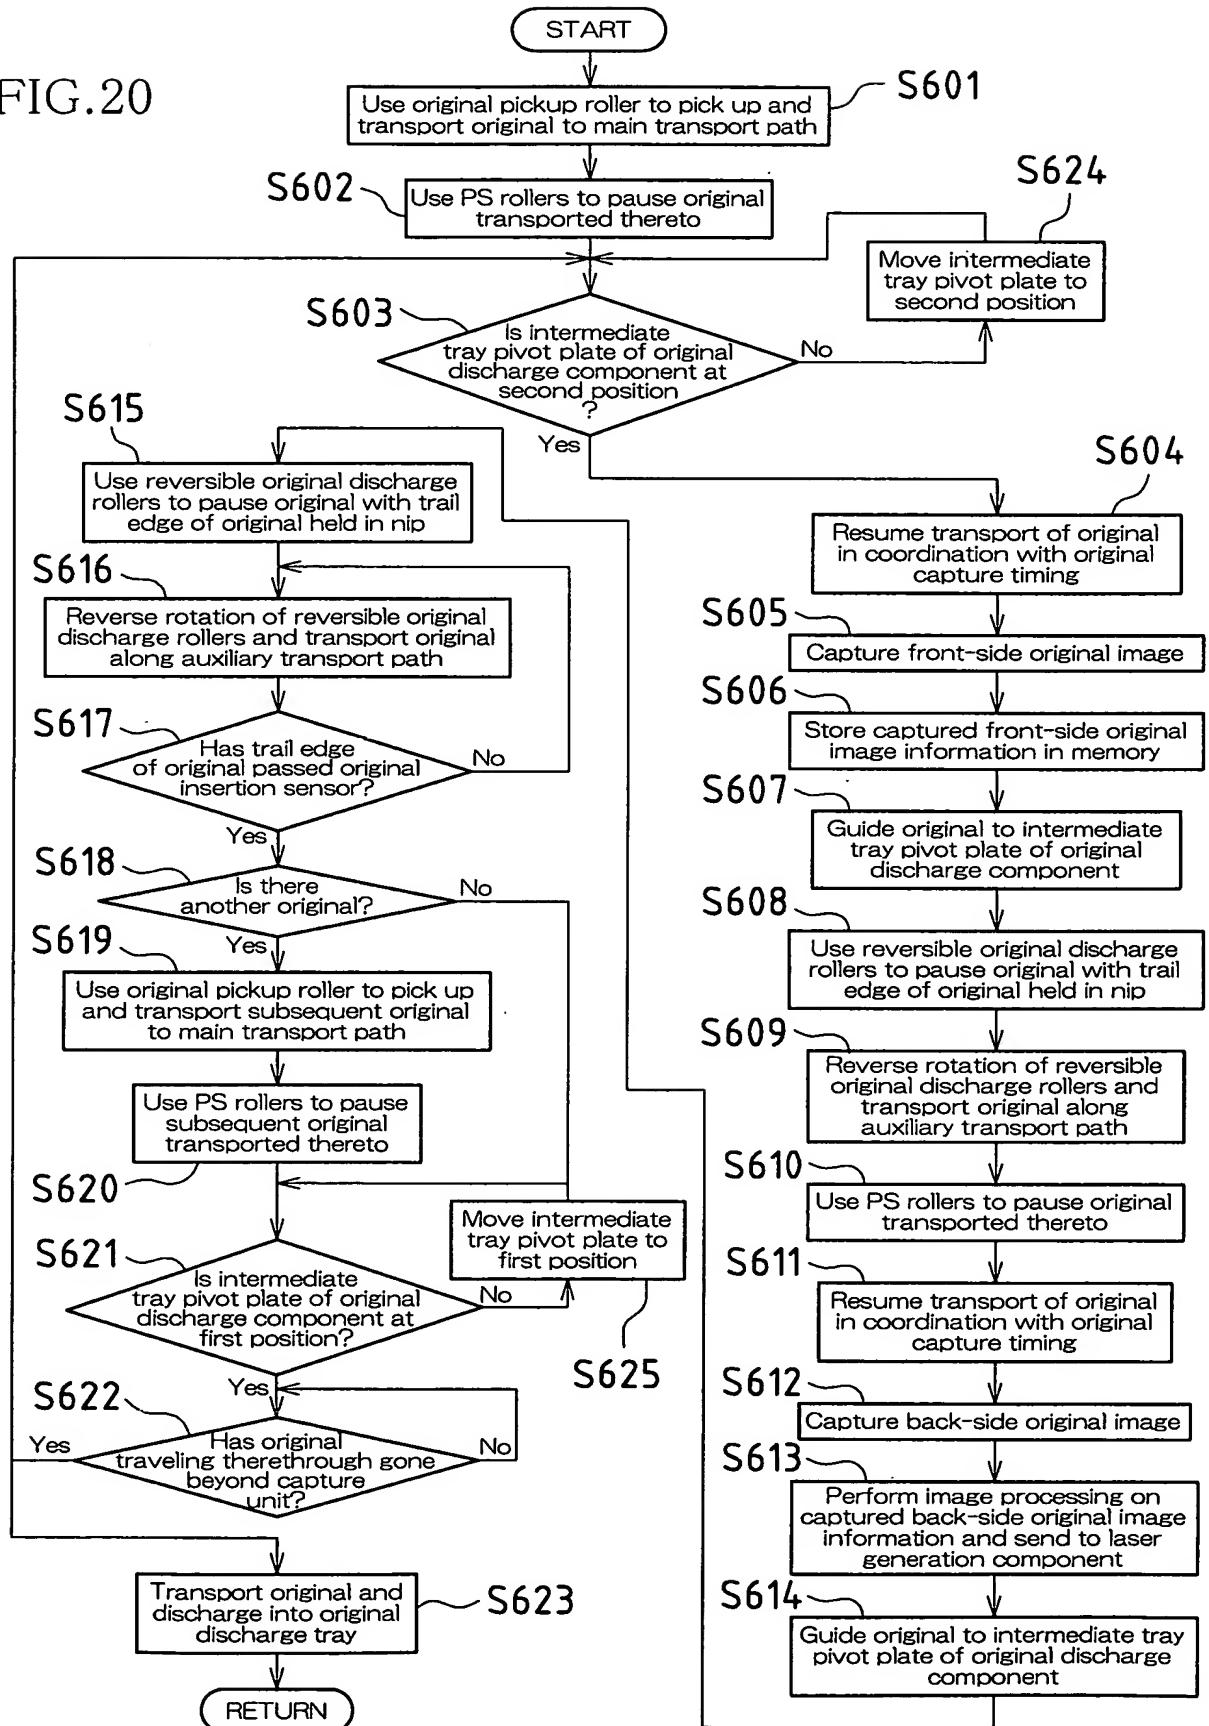 START
FIG.20
S601
Use original pickup roller to pick up and
transport original to main transport path
S602
Use PS rollers to pause original
transported thereto
S624
Move intermediate
tray pivot plate to
second position
S603
Is intermediate
tray pivot plate of original
discharge component at
second position
?
No
Yes
S604
Resume transport of original
in coordination with original
capture timing
S605
Capture front-side original image
S606
Store captured front-side original
image information in memory
S607
Guide original to intermediate
tray pivot plate of original
discharge component
S608
Use reversible original discharge
rollers to pause original with trail
edge of original held in nip
S609
Reverse rotation of reversible
original discharge rollers and
transport original along
auxiliary transport path
S610
Use PS rollers to pause original
transported thereto
S611
Resume transport of original
in coordination with original
capture timing
S612
Capture back-side original image
S613
Perform image processing on
captured back-side original image
information and send to laser
generation component
S614
Guide original to intermediate tray
pivot plate of original discharge
component
S615
Use reversible original discharge
rollers to pause original with trail
edge of original held in nip
S616
Reverse rotation of reversible original
discharge rollers and transport original
along auxiliary transport path
S617
Has trail edge
of original passed original
insertion sensor?
No
Yes
S618
Is there
another original?
No
Yes
S619
Use original pickup roller to pick up
and transport subsequent original
to main transport path
Use PS rollers to pause
subsequent original
transported thereto
S620
Move intermediate
tray pivot plate to
first position
S625
S621
Is intermediate
tray pivot plate of original
discharge component at
first position?
No
Yes
S622
Has original
traveling therethrough gone
beyond capture
unit?
Yes
No
Transport original and
discharge into original
discharge tray
S623
RETURN